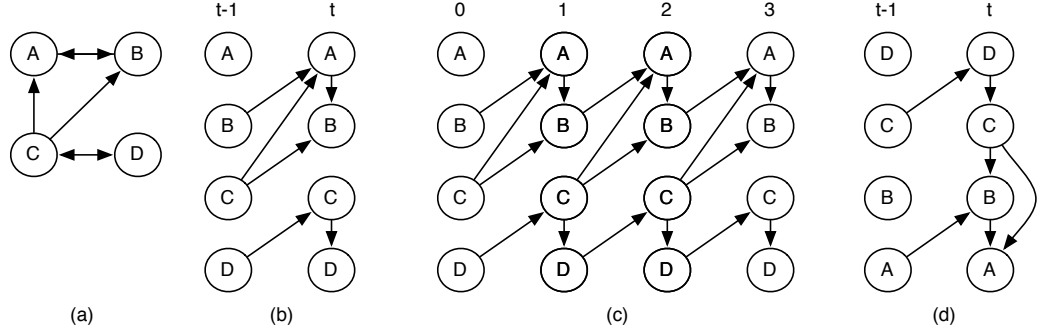 t-1 t 0 1 2 3 t-1 t
A B A A A A A A D D
B B B B B B C C
C D C C C C C C B B
D D D D D D A A
(a) (b) (c) (d)